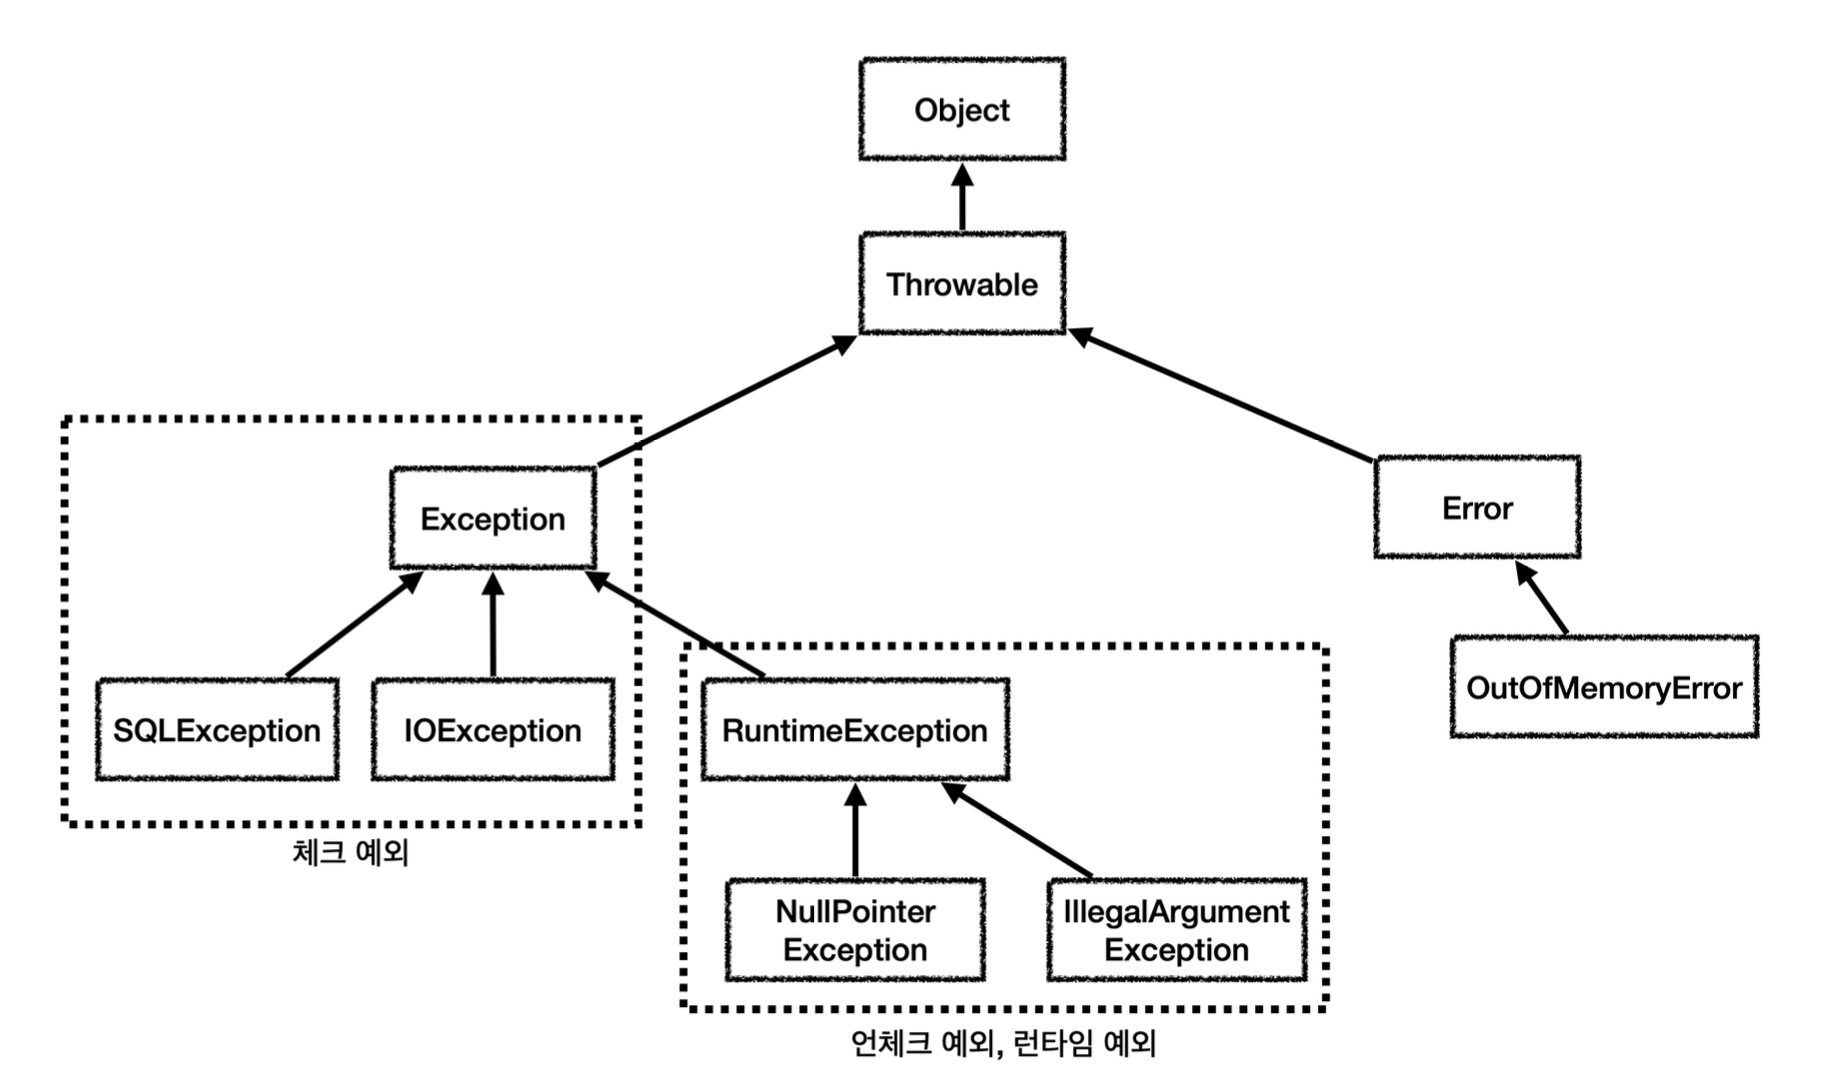 Object
Throwable
Exception
Error
SQLException
IOException
RuntimeException
OutOfMemoryError
체크 예외
NullPointer
Exception
IllegalArgument
Exception
언체크 예외, 런타임 예외